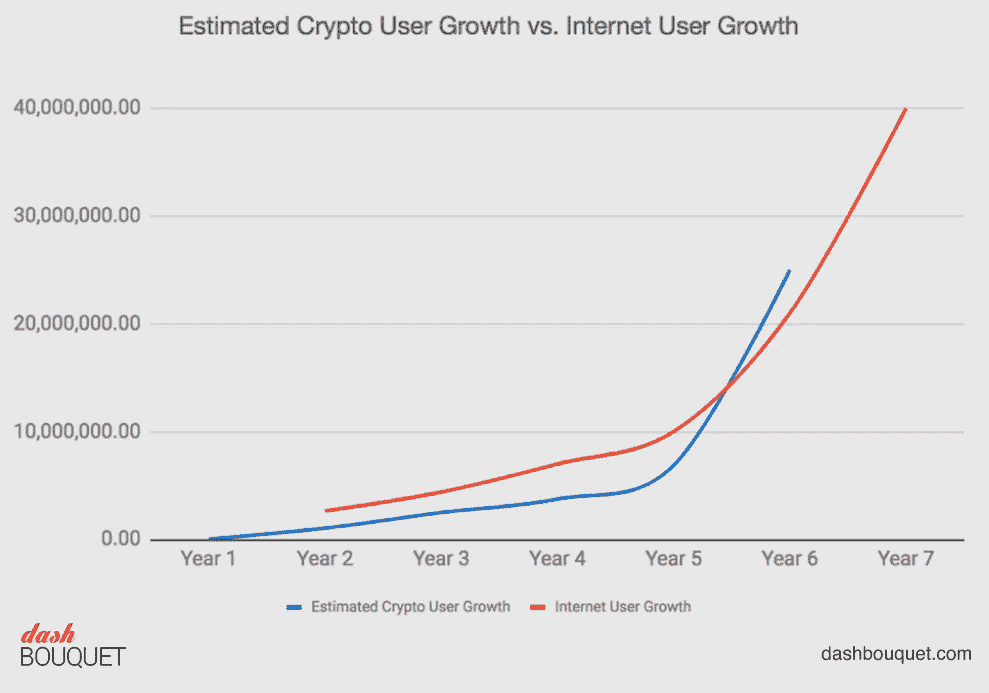 Estimated Crypto User Growth vs. Internet User Growth
40,000,000.00
30,000,000.00
20,000,000.00
10,000,000.00
0.00
Year 1 Year 2 Year 3 Year 4 Year 5 Year 6 Year 7
Estimated Crypto User Growth Internet User Growth
dash
BOUQUET
dashbouquet.com